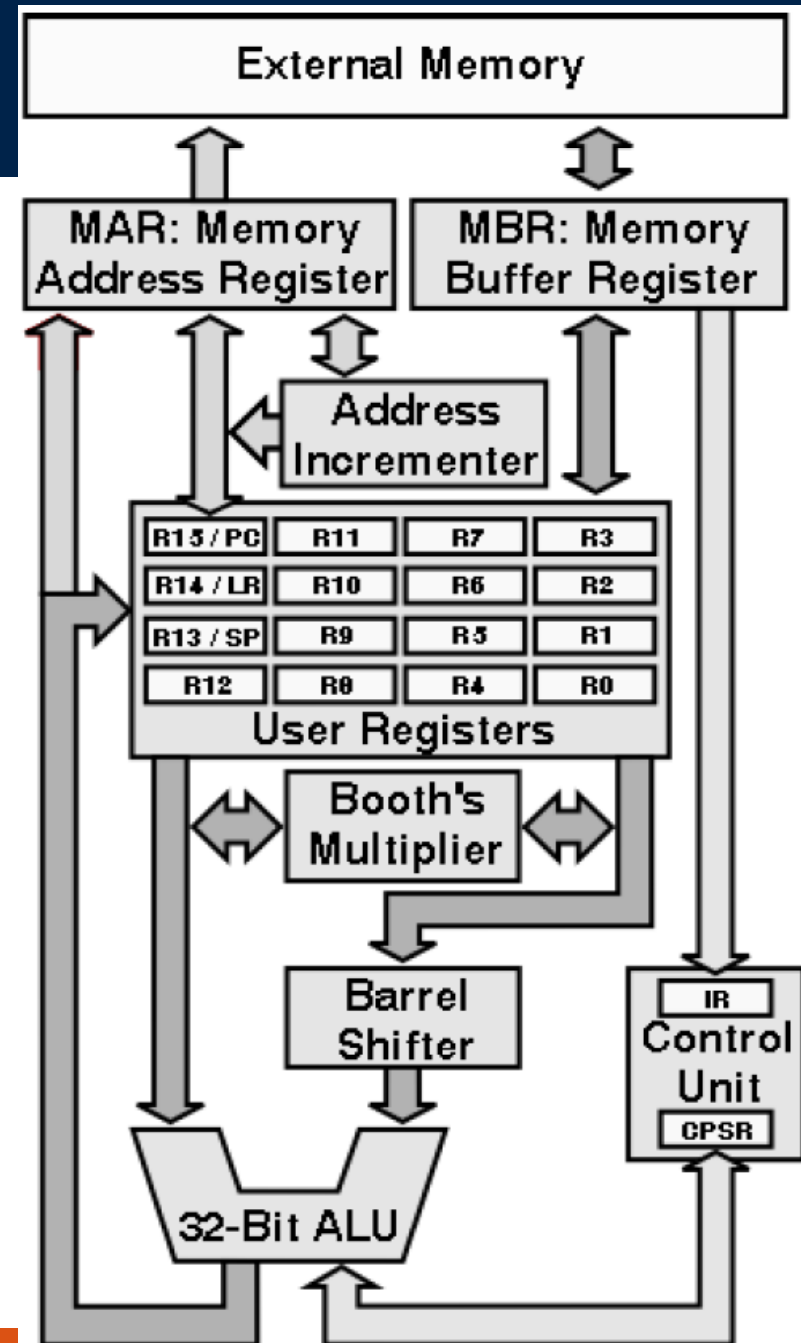 External Memory
MAR: Memory
Address Register
MBR: Memory
Buffer Register
Address
Incrementer
R15 / PC R11 R7 R3
R14 / LR R10 R6 R2
R13 / SP R9 R5 R1
R12 R8 R4 R0
User Registers
Booth's
Multiplier
Barrel
Shifter
IR
Control
Unit
CPSR
32-Bit ALU